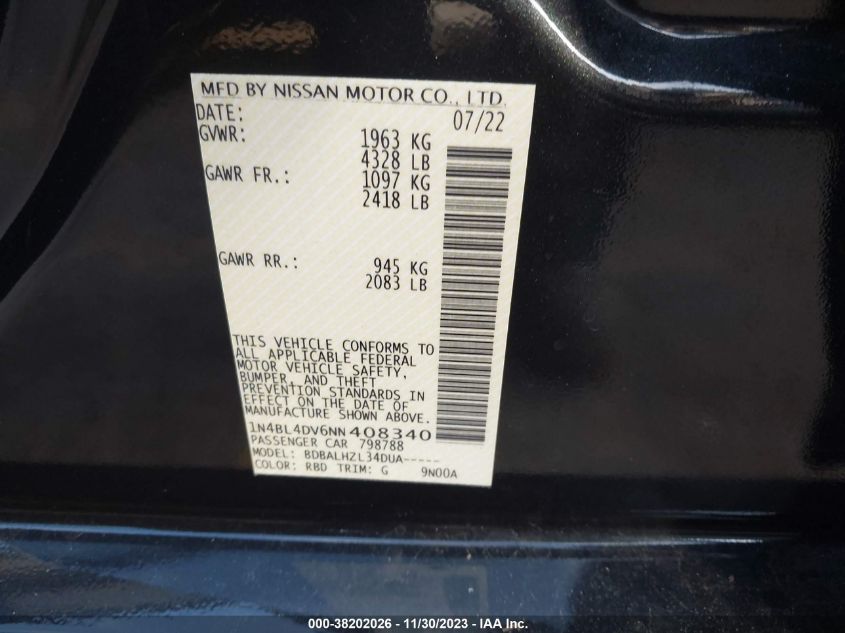 MFD BY NISSAN MOTOR CO., LTD.
DATE: 07/22
GVWR: 1963 KG
4328 LB
GAWR FR.: 1097 KG
2418 LB
GAWR RR.: 945 KG
2083 LB
THIS VEHICLE CONFORMS TO
ALL APPLICABLE FEDERAL
MOTOR VEHICLE SAFETY,
BUMPER, AND THEFT
PREVENTION STANDARDS IN
EFFECT ON THE DATE OF
MANUFACTURE SHOWN ABOVE.
1N4BL4DV6NN408340
PASSENGER CAR 798788
MODEL: BDBALHZL34DUA-----
COLOR: RBD TRIM: G 9N00A
000-38202026 - 11/30/2023 - IAA Inc.